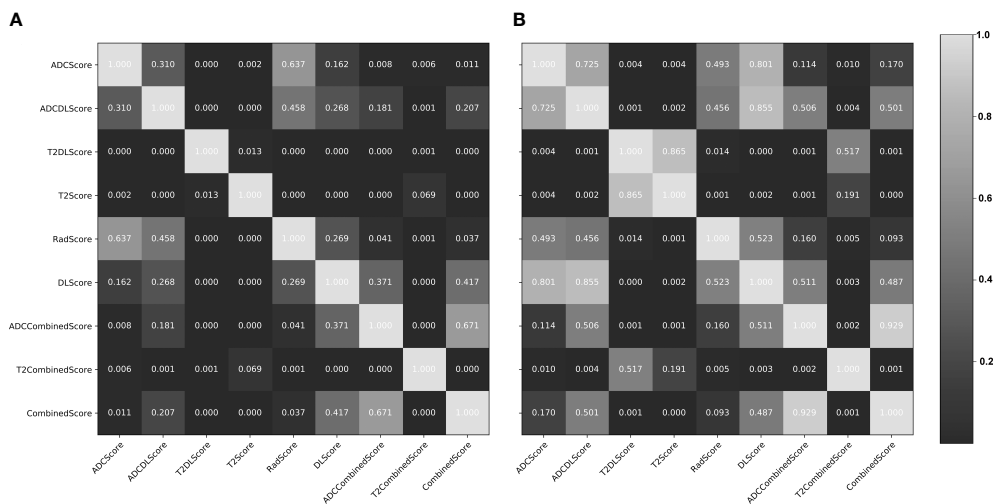 A
B
ADCScore 1.000 0.310 0.000 0.002 0.637 0.162 0.008 0.006 0.011
ADCDLScore 0.310 1.000 0.000 0.000 0.458 0.268 0.181 0.001 0.207
T2DLScore 0.000 0.000 1.000 0.013 0.000 0.000 0.000 0.001 0.000
T2Score 0.002 0.000 0.013 1.000 0.000 0.000 0.000 0.069 0.000
RadScore 0.637 0.458 0.000 0.000 1.000 0.269 0.041 0.001 0.037
DLScore 0.162 0.268 0.000 0.000 0.269 1.000 0.371 0.000 0.417
ADCCombinedScore 0.008 0.181 0.000 0.000 0.041 0.371 1.000 0.000 0.671
T2CombinedScore 0.006 0.001 0.001 0.069 0.001 0.000 0.000 1.000 0.000
CombinedScore 0.011 0.207 0.000 0.000 0.037 0.417 0.671 0.000 1.000
ADCScore ADCDLScore T2DLScore T2Score RadScore DLScore ADCCombinedScore T2CombinedScore CombinedScore
1.000 0.725 0.004 0.004 0.493 0.801 0.114 0.010 0.170
0.725 1.000 0.001 0.002 0.456 0.855 0.506 0.004 0.501
0.004 0.001 1.000 0.865 0.014 0.000 0.001 0.517 0.001
0.004 0.002 0.865 1.000 0.001 0.002 0.001 0.191 0.000
0.493 0.456 0.014 0.001 1.000 0.523 0.160 0.005 0.093
0.801 0.855 0.000 0.002 0.523 1.000 0.511 0.003 0.487
0.114 0.506 0.001 0.001 0.160 0.511 1.000 0.002 0.929
0.010 0.004 0.517 0.191 0.005 0.003 0.002 1.000 0.001
0.170 0.501 0.001 0.000 0.093 0.487 0.929 0.001 1.000
ADCScore ADCDLScore T2DLScore T2Score RadScore DLScore ADCCombinedScore T2CombinedScore CombinedScore
1.0
0.8
0.6
0.4
0.2